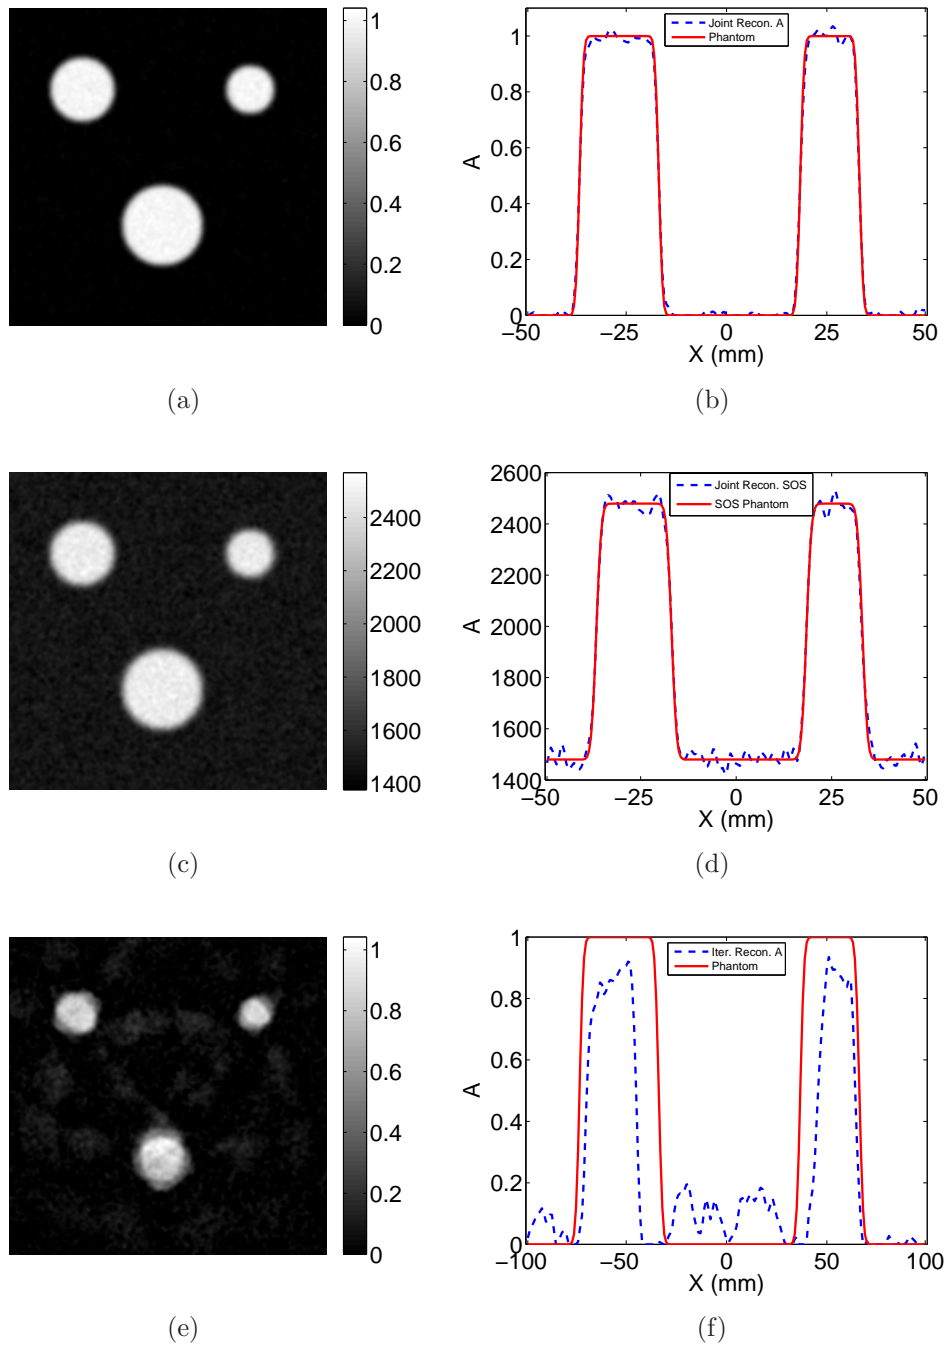 1
0.8
0.6
0.4
0.2
0
(a)
A
1
0.8
0.6
0.4
0.2
0
−50
−25
0
25
50
X (mm)
Joint Recon. A
Phantom
(b)
2400
2200
2000
1800
1600
1400
(c)
A
2600
2400
2200
2000
1800
1600
1400
−50
−25
0
25
50
X (mm)
Joint Recon. SOS
SOS Phantom
(d)
1
0.8
0.6
0.4
0.2
0
(e)
A
1
0.8
0.6
0.4
0.2
0
−100
−50
0
50
100
X (mm)
Iter. Recon. A
Phantom
(f)